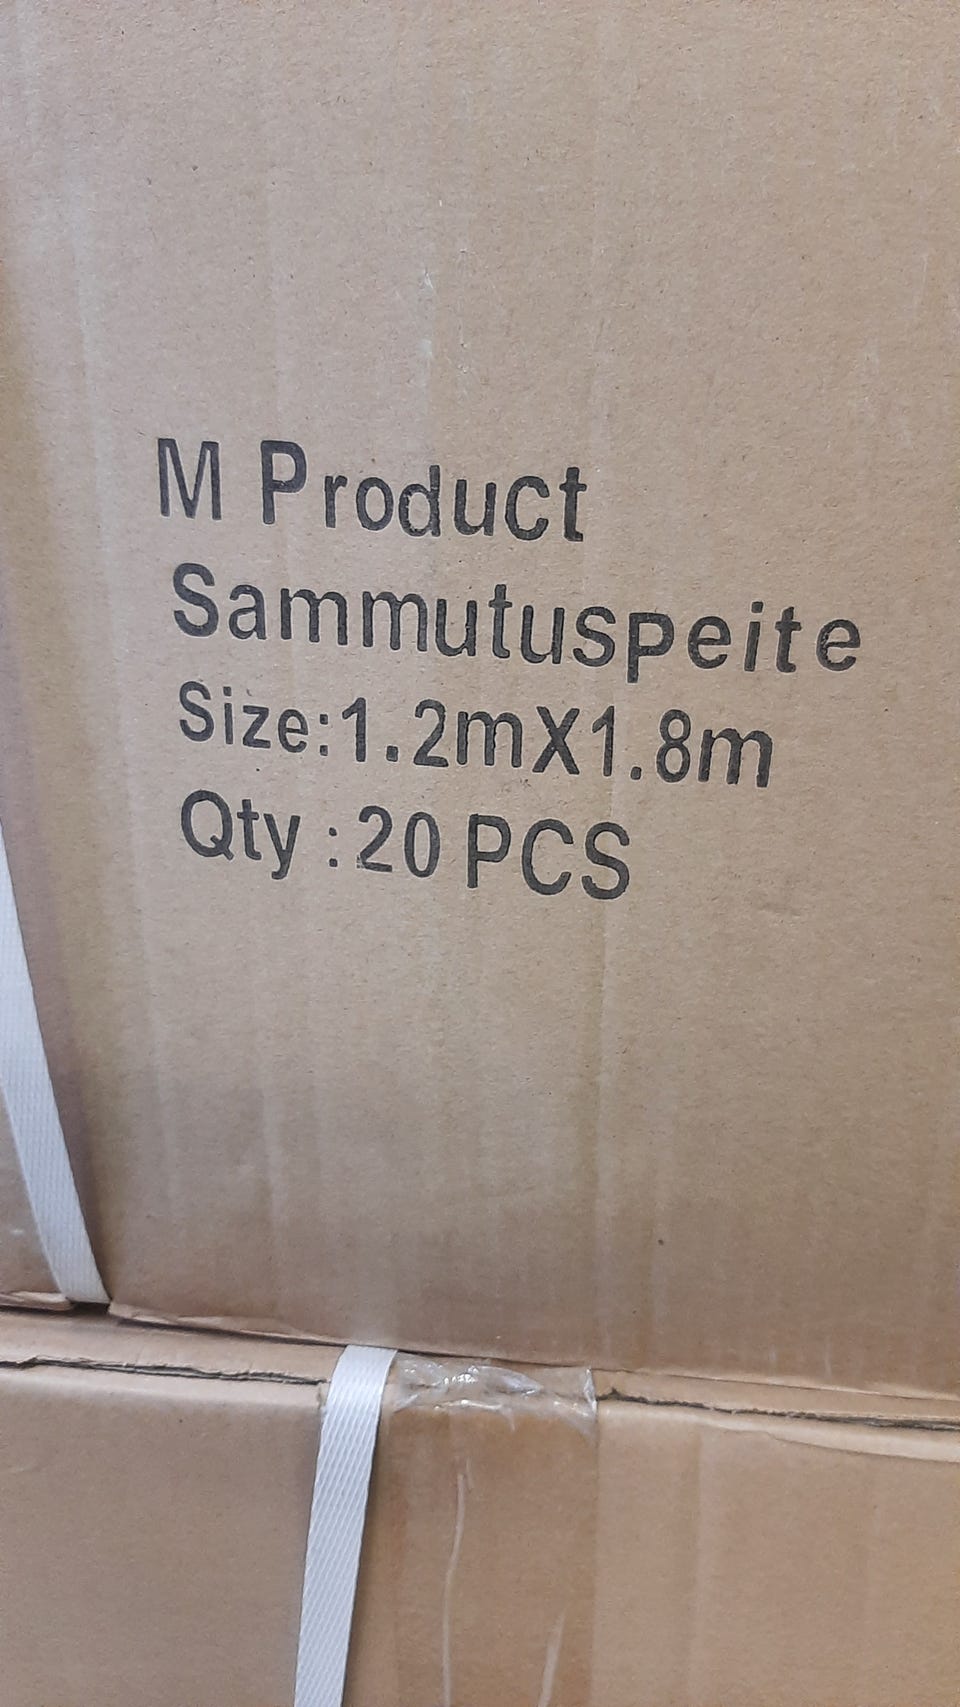 M Product
Sammutuspeite
Size:1.2mX1.8m
Qty :20 PCS